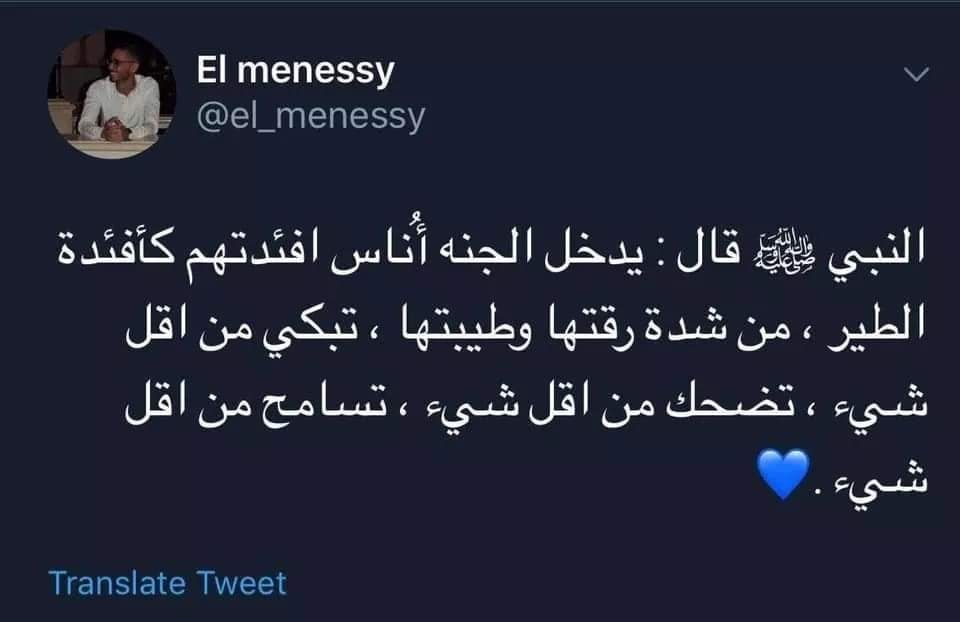 El menessy
@el_menessy
النبي ﷺ قال : يدخل الجنه أُناس افئدتهم كأفئدة
الطير ، من شدة رقتها وطيبتها ، تبكي من اقل
شيء ، تضحك من اقل شيء ، تسامح من اقل
شيء .💙
Translate Tweet